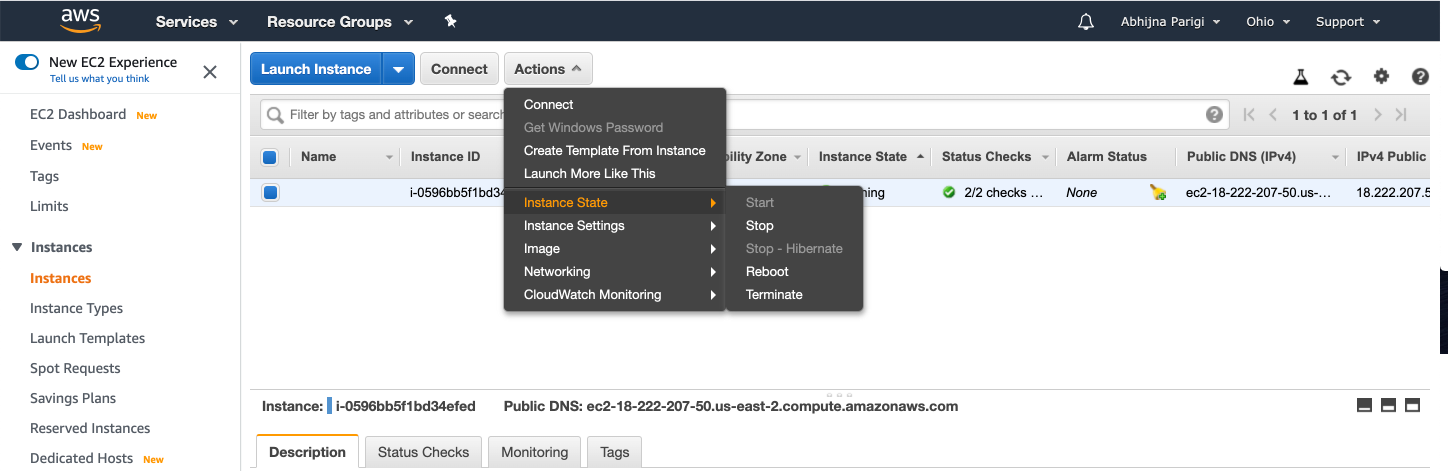 aws Services Resource Groups Abhijna Parigi Ohio Support
New EC2 Experience
Tell us what you think
EC2 Dashboard New
Events New
Tags
Limits
Instances
Instances
Instance Types
Launch Templates
Spot Requests
Savings Plans
Reserved Instances
Dedicated Hosts New
Launch Instance Connect Actions
Filter by tags and attributes or search
1 to 1 of 1
Name Instance ID Zone Instance State Status Checks Alarm Status Public DNS (IPv4) IPv4 Public
i-0596bb5f1bd34 2/2 checks ... None ec2-18-222-207-50.us-... 18.222.207.5
Connect
Get Windows Password
Create Template From Instance
Launch More Like This
Instance State
Instance Settings
Image
Networking
CloudWatch Monitoring
Start
Stop
Stop - Hibernate
Reboot
Terminate
Instance: i-0596bb5f1bd34efed Public DNS: ec2-18-222-207-50.us-east-2.compute.amazonaws.com
Description Status Checks Monitoring Tags